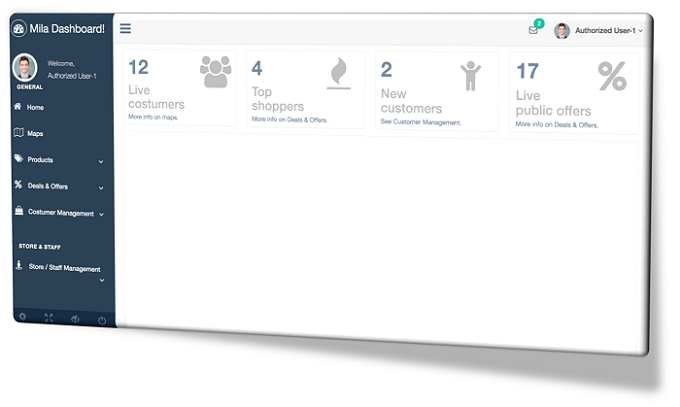 Mila Dashboard!
2
Authorized User-1
Welcome,
Authorized User-1
GENERAL
Home
Maps
Products
Deals & Offers
Costumer Management
STORE & STAFF
Store / Staff Management
12
Live
costumers
More info on maps.
4
Top
shoppers
More info on Deals & Offers.
2
New
customers
See Customer Management.
17
Live
public offers
More info on Deals & Offers.